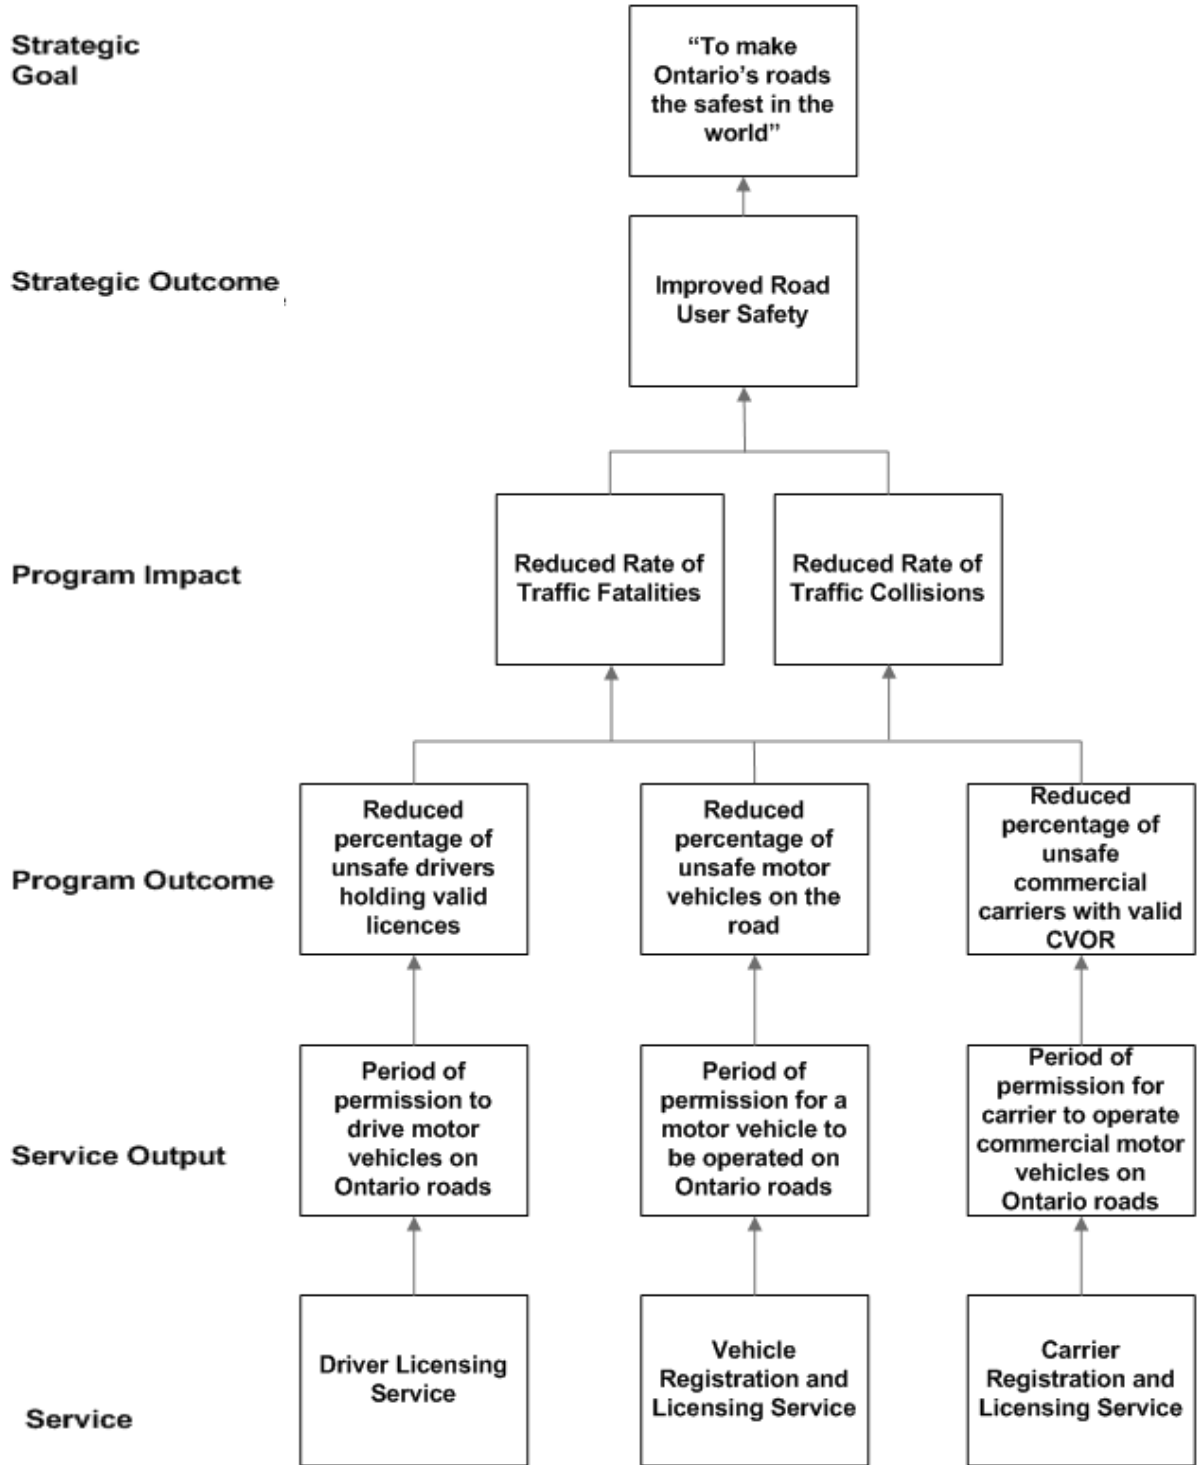 Strategic
Goal
“To make
Ontario’s roads
the safest in the
world”
Strategic Outcome
Improved Road
User Safety
Program Impact
Reduced Rate of
Traffic Fatalities
Reduced Rate of
Traffic Collisions
Program Outcome
Reduced
percentage of
unsafe drivers
holding valid
licences
Reduced
percentage of
unsafe motor
vehicles on the
road
Reduced
percentage of
unsafe
commercial
carriers with valid
CVOR
Service Output
Period of
permission to
drive motor
vehicles on
Ontario roads
Period of
permission for a
motor vehicle to
be operated on
Ontario roads
Period of
permission for
carrier to operate
commercial motor
vehicles on
Ontario roads
Service
Driver Licensing
Service
Vehicle
Registration and
Licensing Service
Carrier
Registration and
Licensing Service